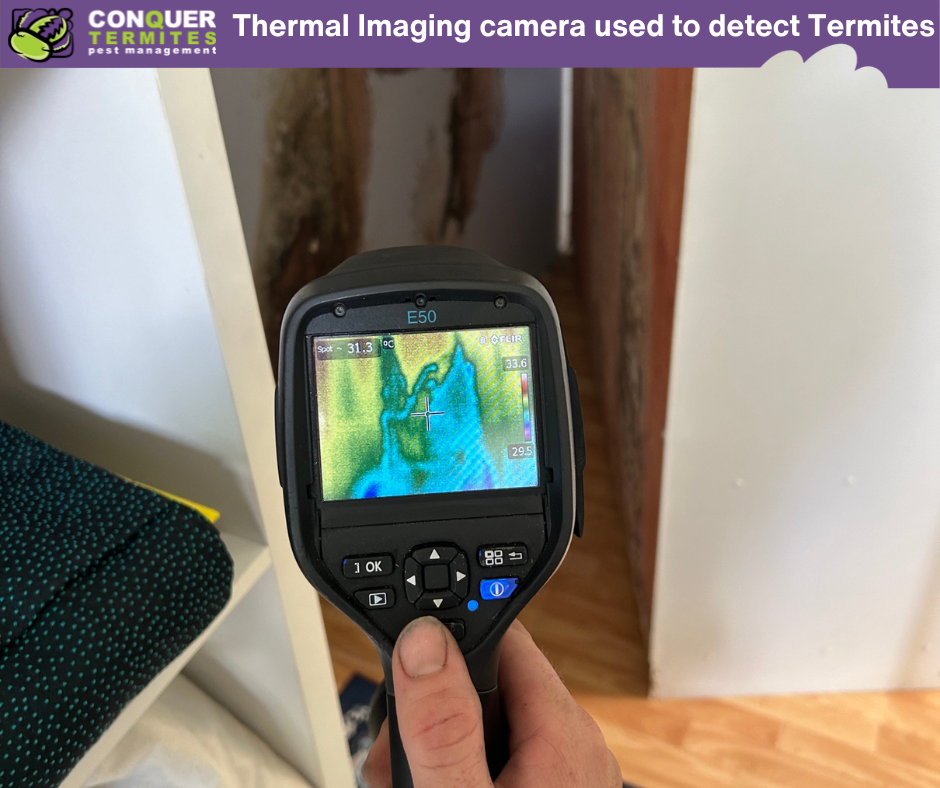 CONQUER
TERMITES
pest management
Thermal Imaging camera used to detect Termites
E50
Spot ~ 31.3 °C
FLIR
33.6
29.5
OK